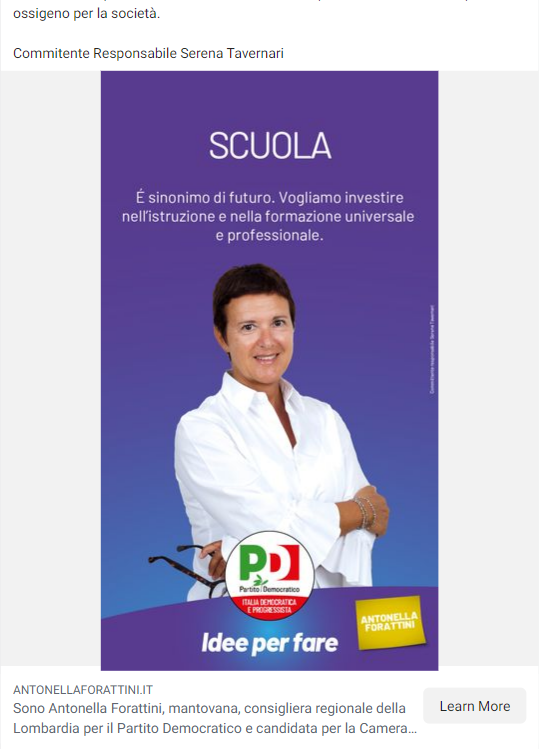 ossigeno per la società.
Commitente Responsabile Serena Tavernari
SCUOLA
É sinonimo di futuro. Vogliamo investire
nell'istruzione e nella formazione universale
e professionale.
Committente responsabile Serena Tavernari
PD
Partito Democratico
ITALIA DEMOCRATICA
E PROGRESSISTA
ANTONELLA
FORATTINI
Idee per fare
ANTONELLAFORATTINI.IT
Sono Antonella Forattini, mantovana, consigliera regionale della
Lombardia per il Partito Democratico e candidata per la Camera...
Learn More